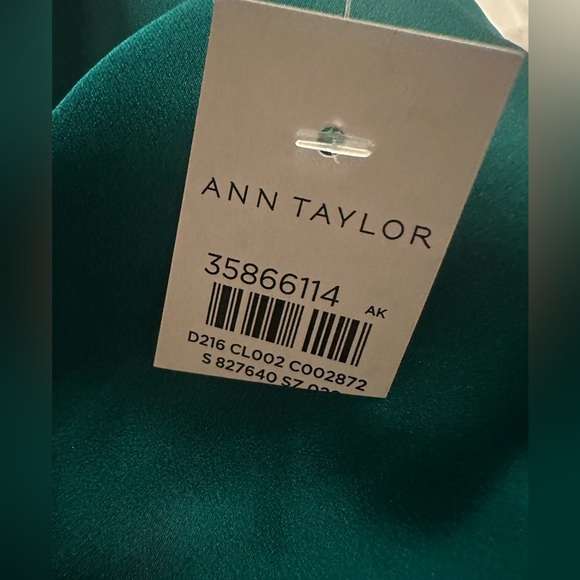 ANN TAYLOR
35866114 AK
D216 CL002 C002872
S 827640 SZ